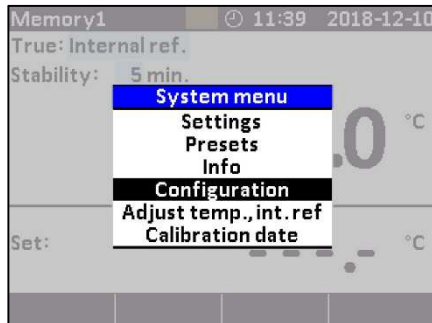 Memory1 11:39 2018-12-10
True: Internal ref.
Stability: 5 min.
System menu
Settings
Presets
Info
Configuration
Adjust temp., int. ref
Calibration date
.0 °C
Set: ---.- °C